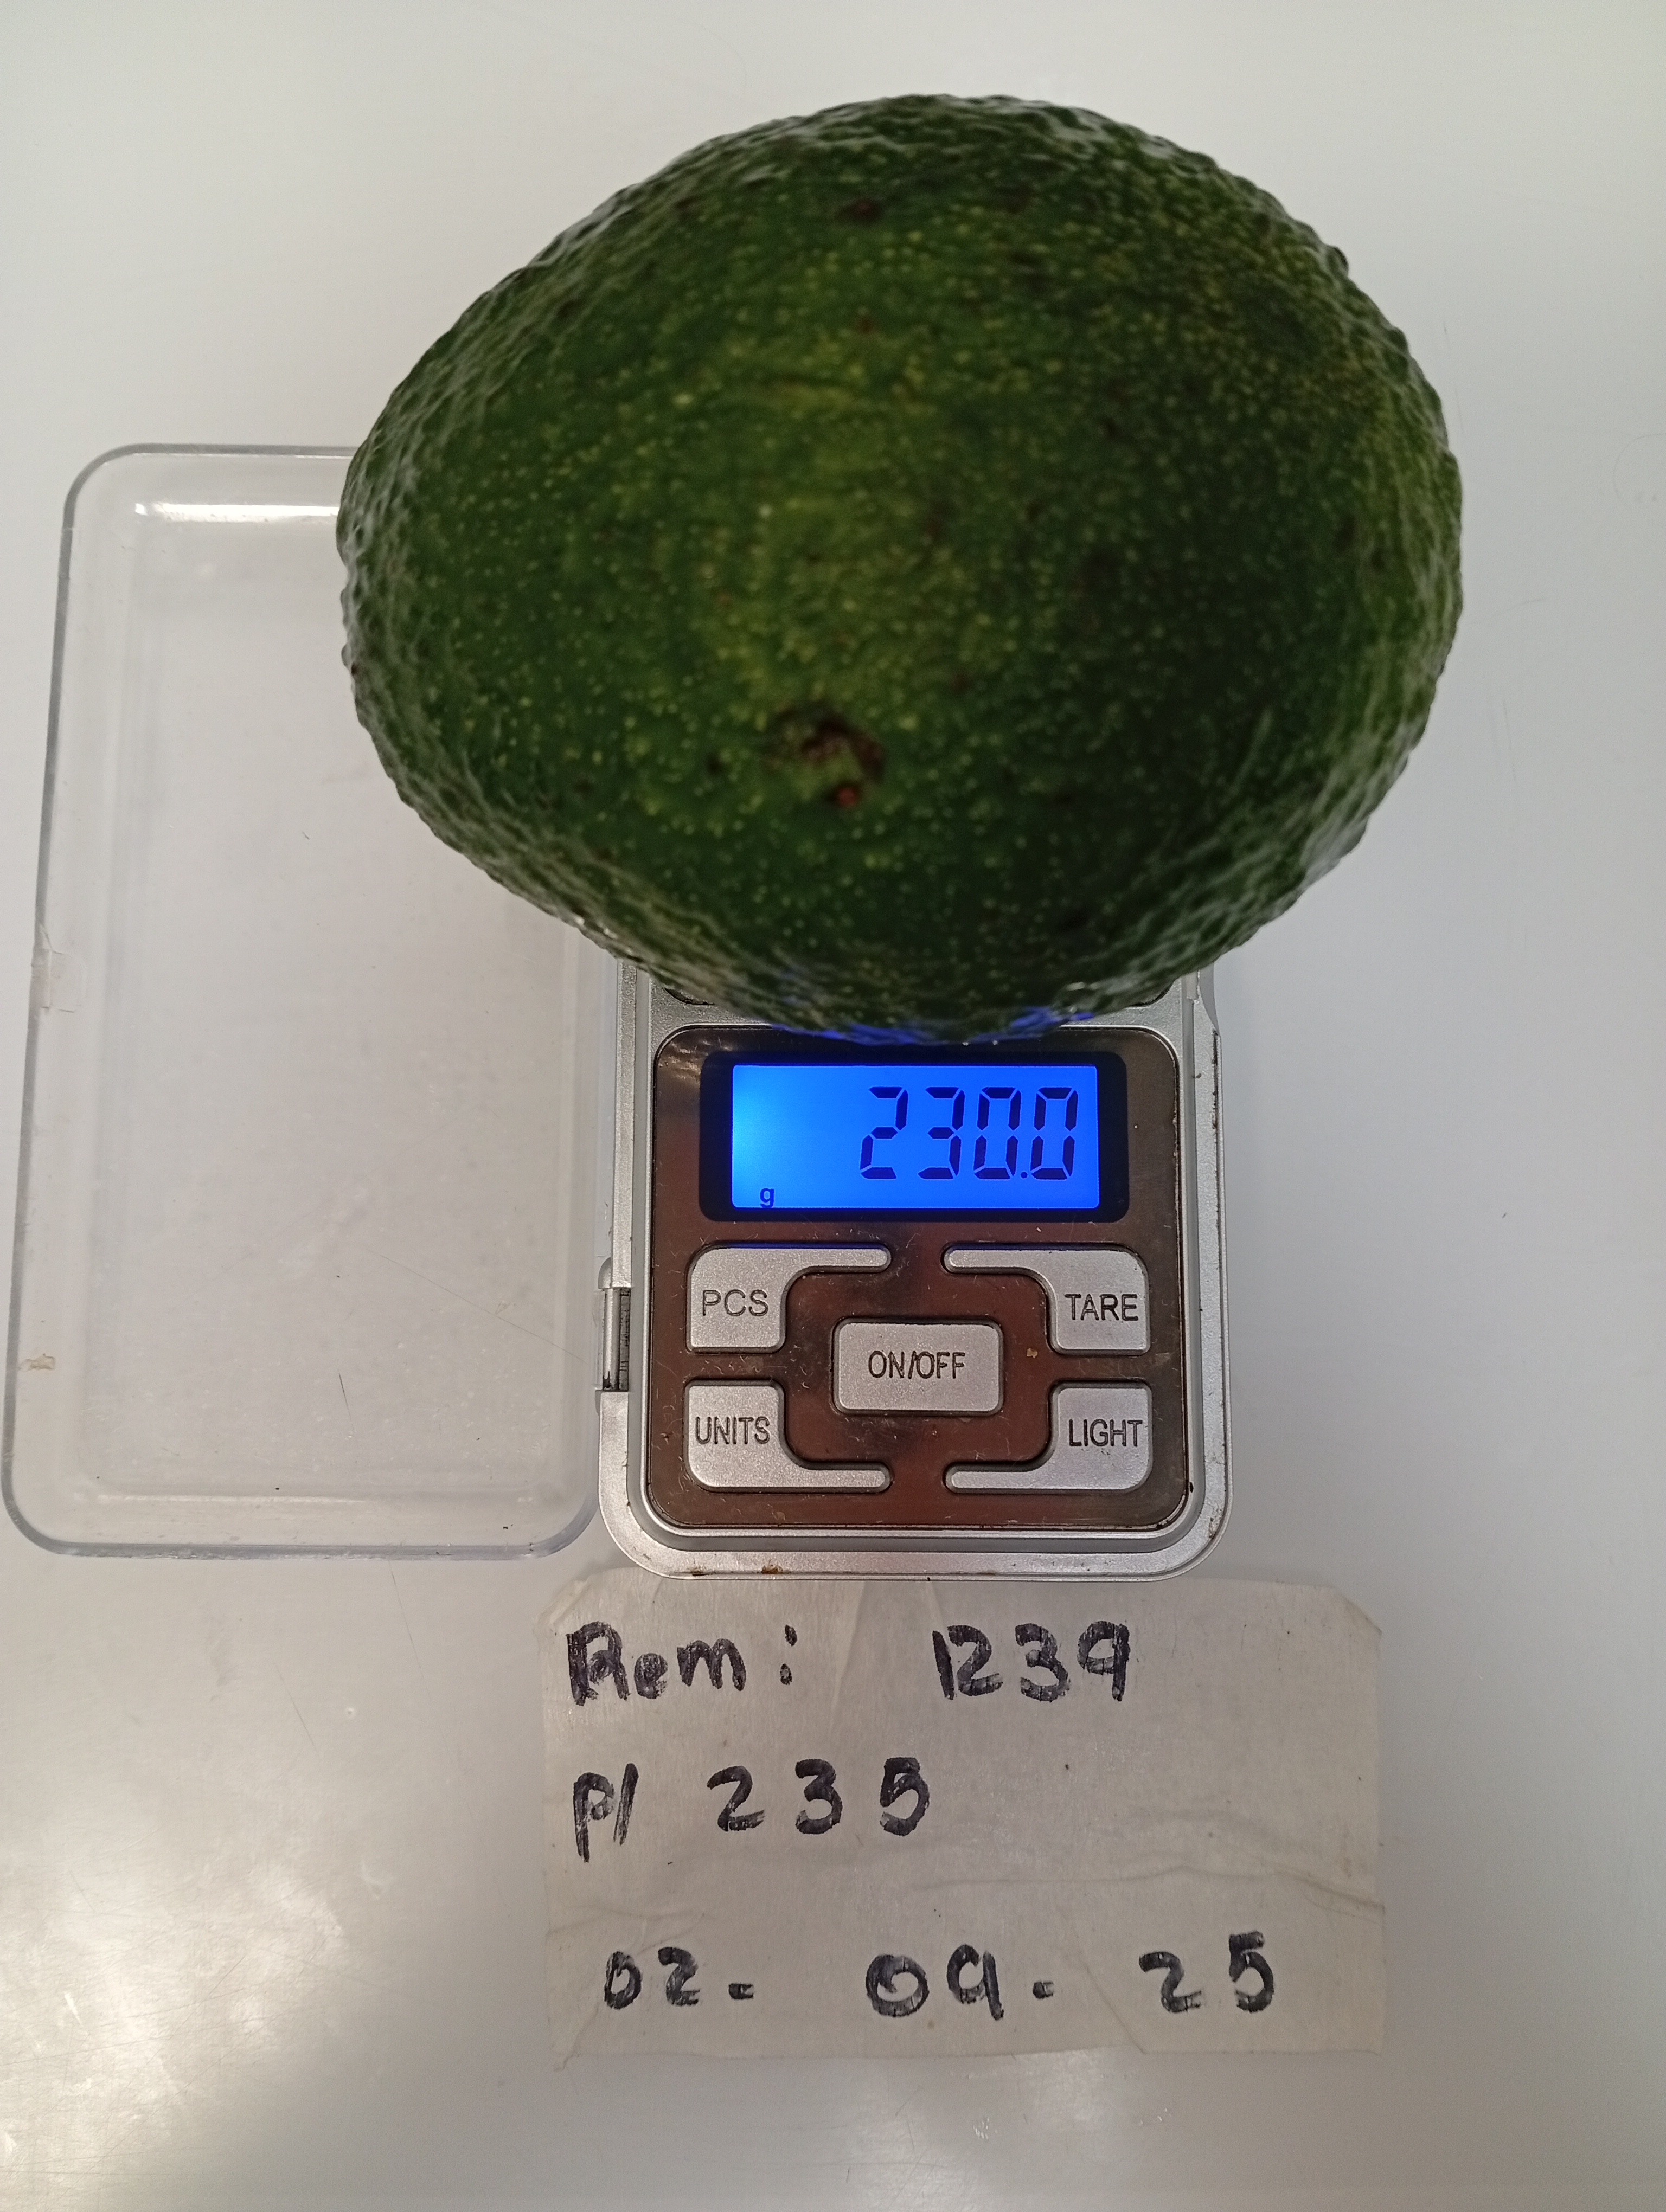 230.0
g
PCS
TARE
ON/OFF
UNITS
LIGHT
Rem: 1239
P/ 235
02. 09. 25